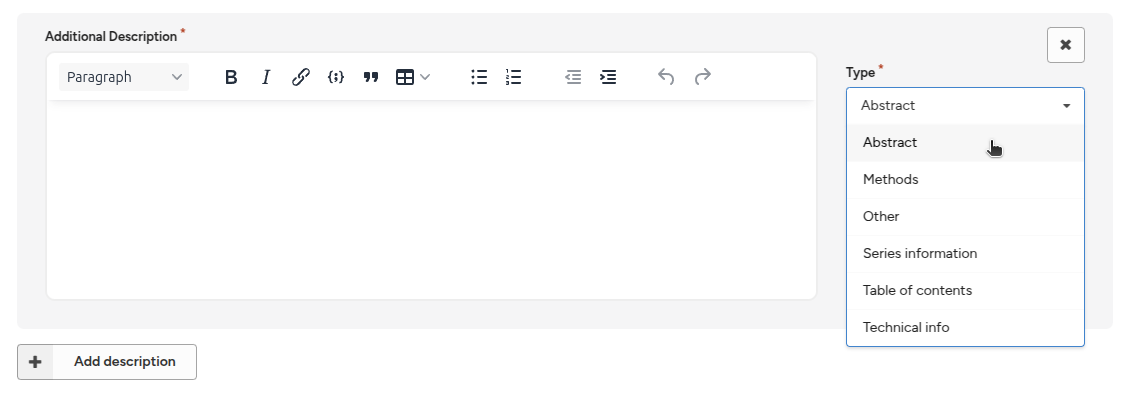 Additional Description *
Paragraph
B I
Type *
Abstract
Abstract
Methods
Other
Series information
Table of contents
Technical info
Add description